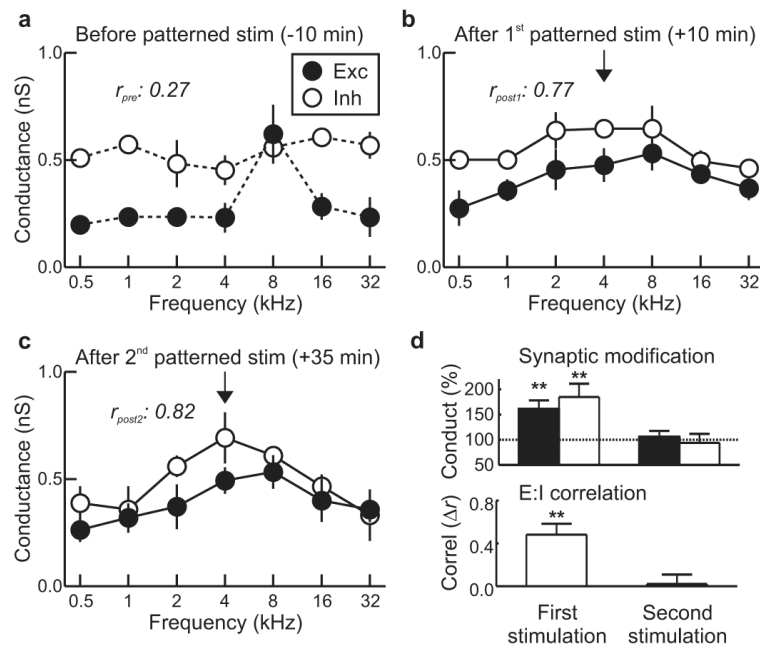 a Before patterned stim (-10 min)
1.0
0.5
0.0
Conductance (nS)
r_pre: 0.27
Exc
Inh
0.5 1 2 4 8 16 32
Frequency (kHz)
b After 1st patterned stim (+10 min)
1.0
0.5
0.0
r_post1: 0.77
0.5 1 2 4 8 16 32
Frequency (kHz)
c After 2nd patterned stim (+35 min)
1.0
0.5
0.0
Conductance (nS)
r_post2: 0.82
0.5 1 2 4 8 16 32
Frequency (kHz)
d
Synaptic modification
Conduct (%)
200
150
100
50
** **
E:I correlation
Correl (Δr)
0.8
0.4
0.0
**
First Second
stimulation stimulation